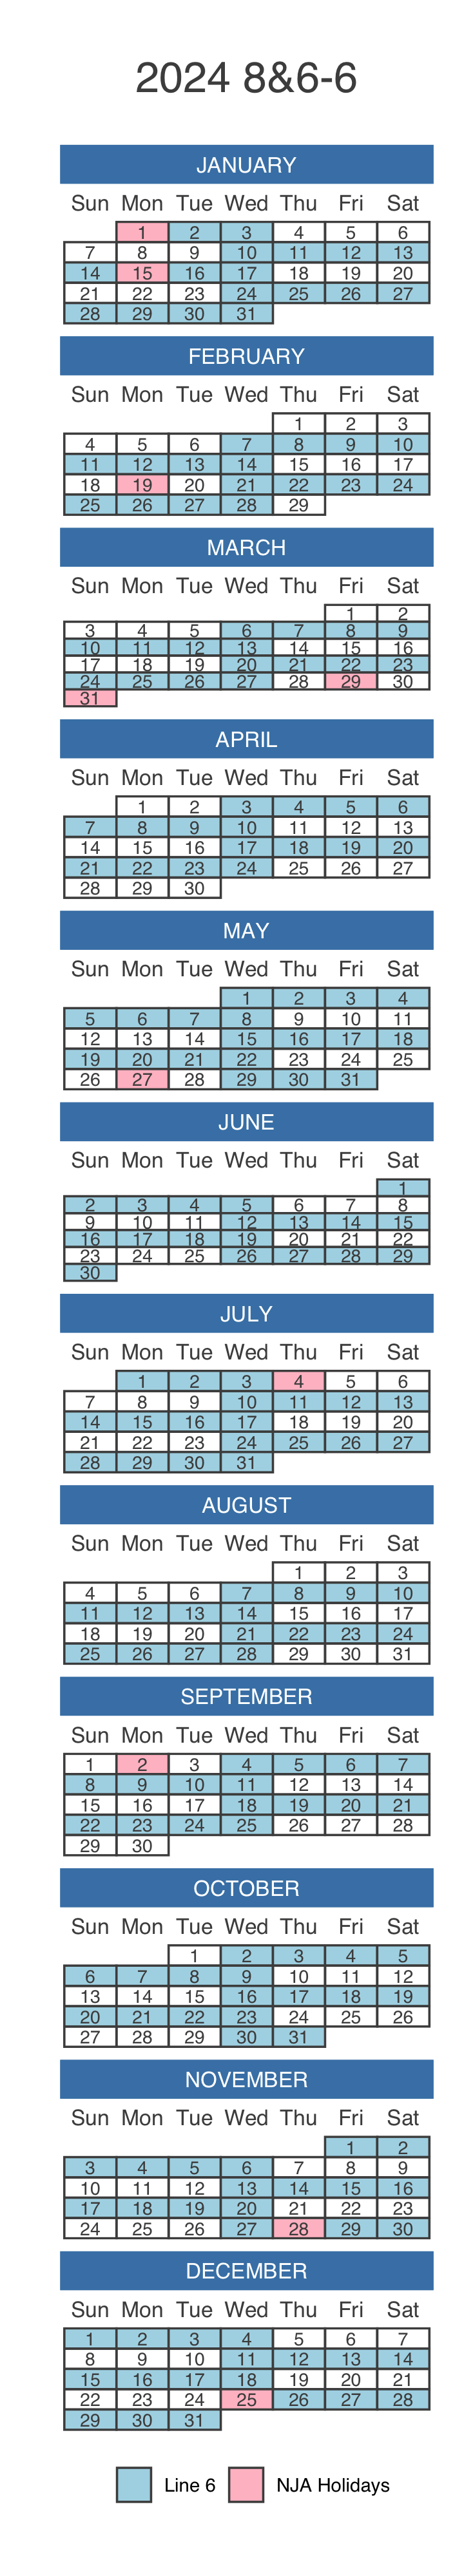 2024 8&6-6
JANUARY
Sun Mon Tue Wed Thu Fri Sat
1 2 3 4 5 6
7 8 9 10 11 12 13
14 15 16 17 18 19 20
21 22 23 24 25 26 27
28 29 30 31
FEBRUARY
Sun Mon Tue Wed Thu Fri Sat
1 2 3
4 5 6 7 8 9 10
11 12 13 14 15 16 17
18 19 20 21 22 23 24
25 26 27 28 29
MARCH
Sun Mon Tue Wed Thu Fri Sat
1 2
3 4 5 6 7 8 9
10 11 12 13 14 15 16
17 18 19 20 21 22 23
24 25 26 27 28 29 30
31
APRIL
Sun Mon Tue Wed Thu Fri Sat
1 2 3 4 5 6
7 8 9 10 11 12 13
14 15 16 17 18 19 20
21 22 23 24 25 26 27
28 29 30
MAY
Sun Mon Tue Wed Thu Fri Sat
1 2 3 4
5 6 7 8 9 10 11
12 13 14 15 16 17 18
19 20 21 22 23 24 25
26 27 28 29 30 31
JUNE
Sun Mon Tue Wed Thu Fri Sat
1
2 3 4 5 6 7 8
9 10 11 12 13 14 15
16 17 18 19 20 21 22
23 24 25 26 27 28 29
30
JULY
Sun Mon Tue Wed Thu Fri Sat
1 2 3 4 5 6
7 8 9 10 11 12 13
14 15 16 17 18 19 20
21 22 23 24 25 26 27
28 29 30 31
AUGUST
Sun Mon Tue Wed Thu Fri Sat
1 2 3
4 5 6 7 8 9 10
11 12 13 14 15 16 17
18 19 20 21 22 23 24
25 26 27 28 29 30 31
SEPTEMBER
Sun Mon Tue Wed Thu Fri Sat
1 2 3 4 5 6 7
8 9 10 11 12 13 14
15 16 17 18 19 20 21
22 23 24 25 26 27 28
29 30
OCTOBER
Sun Mon Tue Wed Thu Fri Sat
1 2 3 4 5
6 7 8 9 10 11 12
13 14 15 16 17 18 19
20 21 22 23 24 25 26
27 28 29 30 31
NOVEMBER
Sun Mon Tue Wed Thu Fri Sat
1 2
3 4 5 6 7 8 9
10 11 12 13 14 15 16
17 18 19 20 21 22 23
24 25 26 27 28 29 30
DECEMBER
Sun Mon Tue Wed Thu Fri Sat
1 2 3 4 5 6 7
8 9 10 11 12 13 14
15 16 17 18 19 20 21
22 23 24 25 26 27 28
29 30 31
Line 6 NJA Holidays